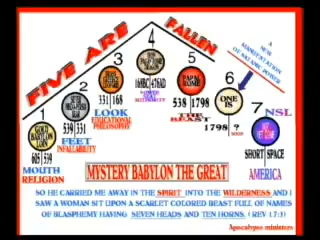 FIVE ARE FALLEN
A NEW
MANIFESTATION
OF SATANIC POWER
1
2
3
4
5
6
7
605 539
539 331
331 168
168BC 476AD
538 1798
1798 ?
SHORT SPACE
ONE IS
PAPAL
ROME
NSL
MOUTH
RELIGION
FEET
INFALLABILITY
LOOK
EDUCATIONAL
PHILOSOPHY
AUTHORITY
THE BEAST
AMERICA
MYSTERY BABYLON THE GREAT
SO HE CARRIED ME AWAY IN THE SPIRIT INTO THE WILDERNESS AND I
SAW A WOMAN SIT UPON A SCARLET COLORED BEAST FULL OF NAMES
OF BLASPHEMY HAVING SEVEN HEADS AND TEN HORNS. (REV 17:3)
Apocalypse ministers